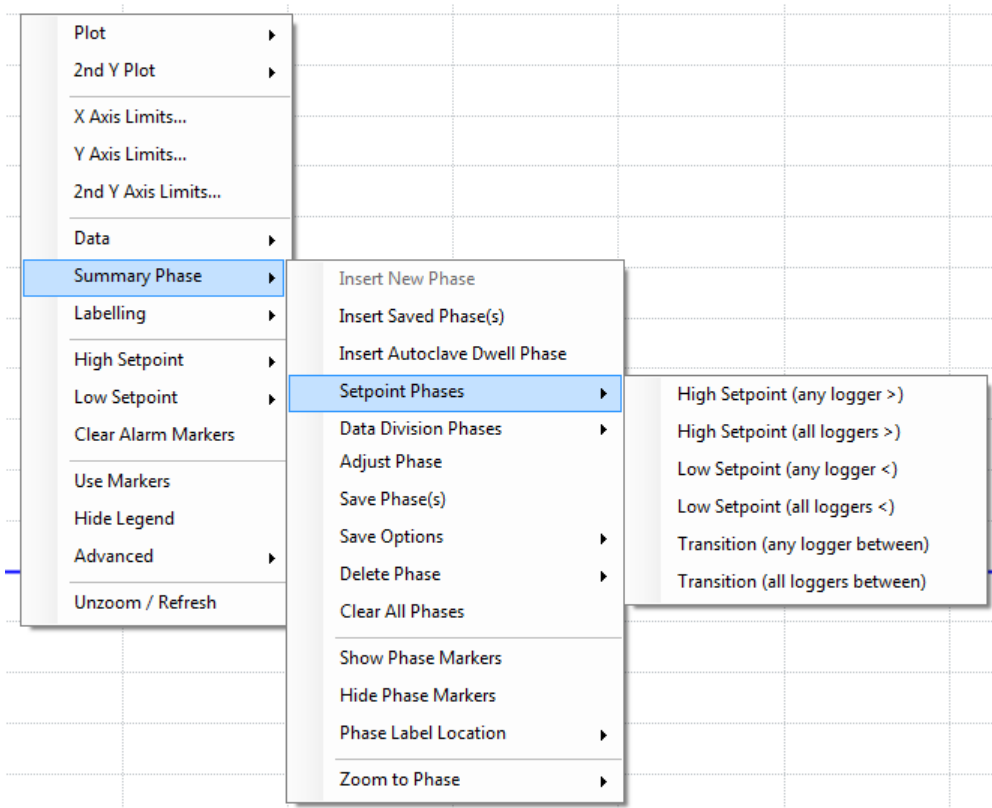 Plot
2nd Y Plot
X Axis Limits...
Y Axis Limits...
2nd Y Axis Limits...
Data
Summary Phase
Labelling
High Setpoint
Low Setpoint
Clear Alarm Markers
Use Markers
Hide Legend
Advanced
Unzoom / Refresh
Insert New Phase
Insert Saved Phase(s)
Insert Autoclave Dwell Phase
Setpoint Phases
Data Division Phases
Adjust Phase
Save Phase(s)
Save Options
Delete Phase
Clear All Phases
Show Phase Markers
Hide Phase Markers
Phase Label Location
Zoom to Phase
High Setpoint (any logger >)
High Setpoint (all loggers >)
Low Setpoint (any logger <)
Low Setpoint (all loggers <)
Transition (any logger between)
Transition (all loggers between)